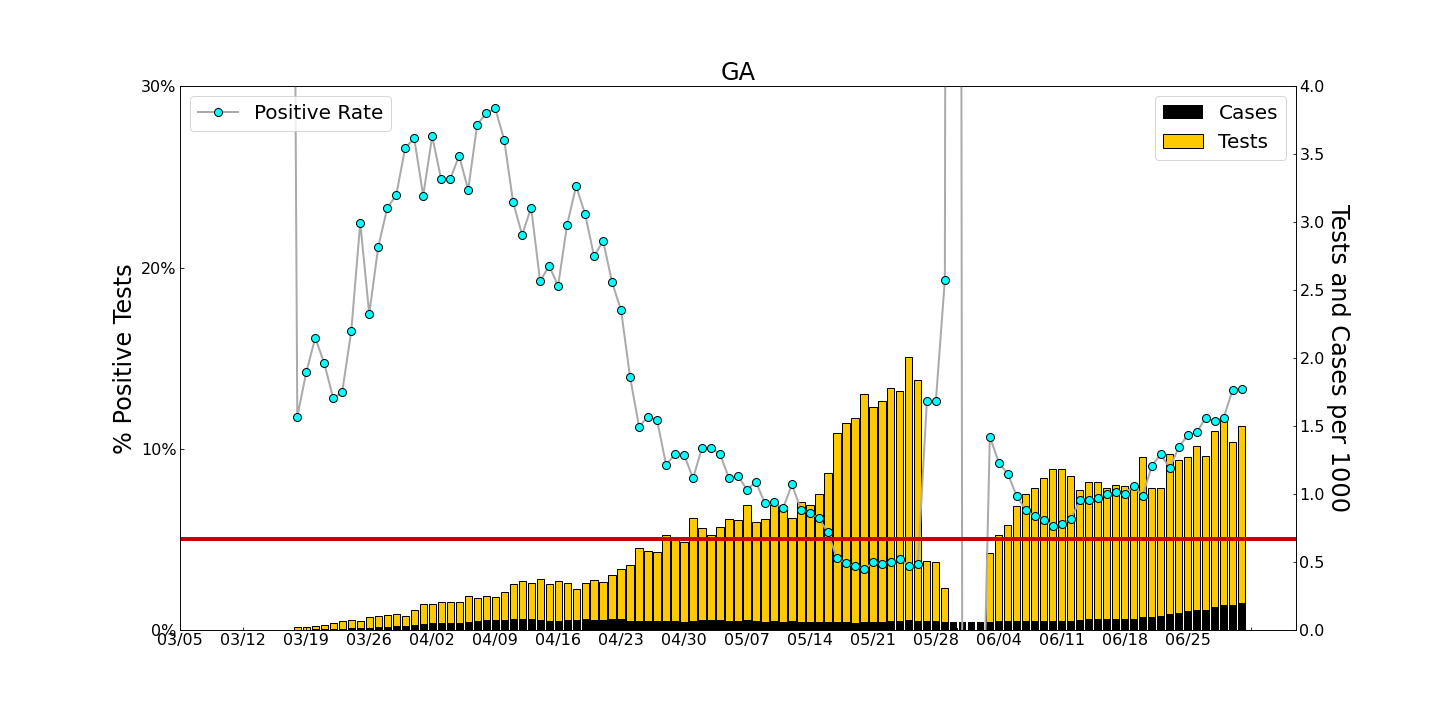 GA
30%
20%
10%
0%
% Positive Tests
Positive Rate
Cases
Tests
4.0
3.5
3.0
2.5
2.0
1.5
1.0
0.5
0.0
Tests and Cases per 1000
03/05 03/12 03/19 03/26 04/02 04/09 04/16 04/23 04/30 05/07 05/14 05/21 05/28 06/04 06/11 06/18 06/25